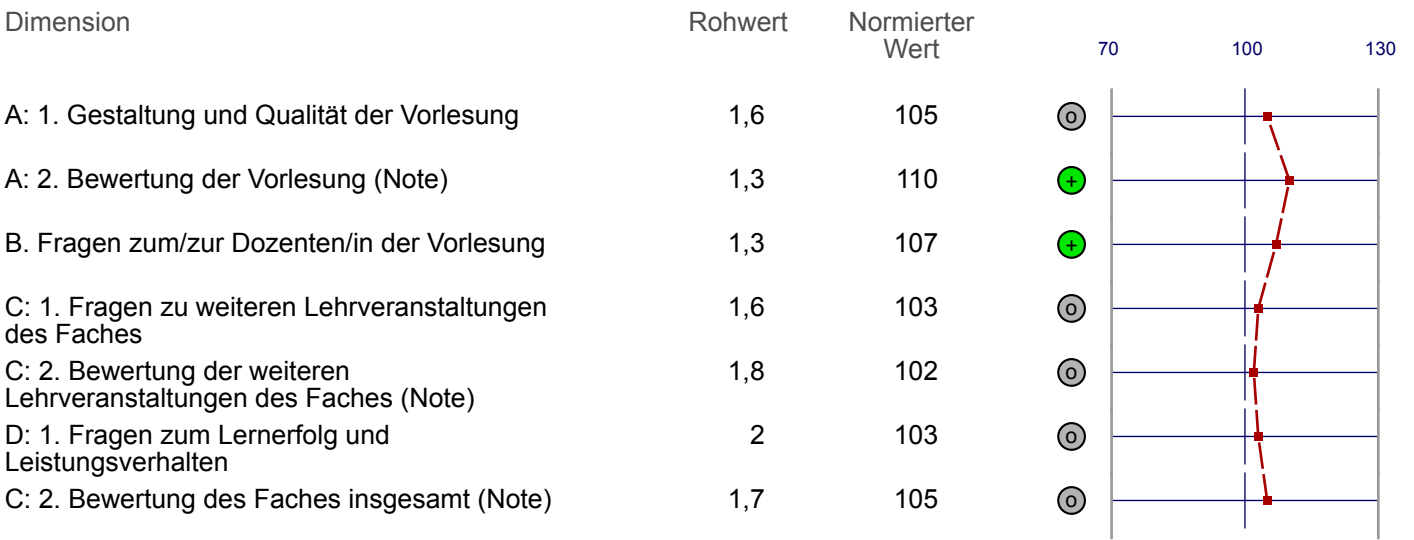 Dimension Rohwert Normierter
Wert
70 100 130
A: 1. Gestaltung und Qualität der Vorlesung 1,6 105 o
A: 2. Bewertung der Vorlesung (Note) 1,3 110 +
B. Fragen zum/zur Dozenten/in der Vorlesung 1,3 107 +
C: 1. Fragen zu weiteren Lehrveranstaltungen 1,6 103 o
des Faches
C: 2. Bewertung der weiteren 1,8 102 o
Lehrveranstaltungen des Faches (Note)
D: 1. Fragen zum Lernerfolg und 2 103 o
Leistungsverhalten
C: 2. Bewertung des Faches insgesamt (Note) 1,7 105 o